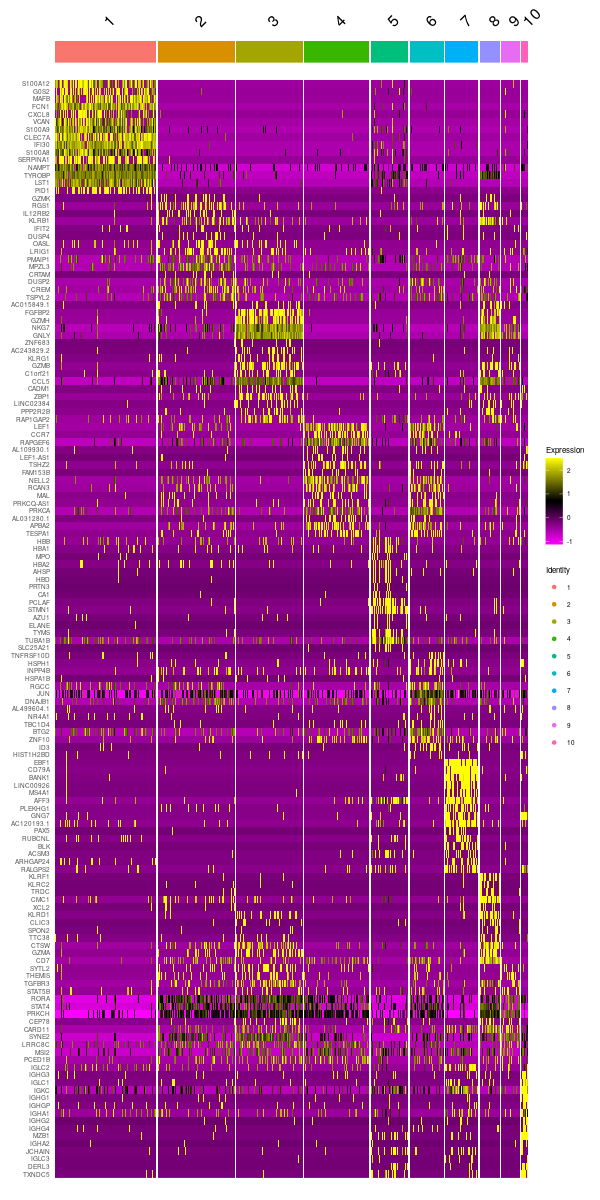 1 2 3 4 5 6 7 8 9 10
S100A12
G0S2
MAFB
FCN1
CXCL8
VCAN
S100A9
CLEC7A
IFI30
S100A8
SERPINA1
NAMPT
TYROBP
LST1
PID1
GZMK
RGS1
IL12RB2
KLRB1
IFIT2
DUSP4
OASL
LRIG1
PMAIP1
MPZL3
CRTAM
DUSP2
CREM
TSPYL2
AC015849.1
FGFBP2
GZMH
NKG7
GNLY
ZNF683
AC243829.2
KLRG1
GZMB
C1orf21
CCL5
CADM1
ZBP1
LINC02384
PPP2R2B
RAP1GAP2
LEF1
CCR7
RAPGEF6
AL109930.1
LEF1-AS1
TSHZ2
FAM153B
NELL2
RCAN3
MAL
PRKCQ-AS1
PRKCA
AL031280.1
APBA2
TESPA1
HBB
HBA1
MPO
HBA2
AHSP
HBD
PRTN3
CA1
PCLAF
STMN1
AZU1
ELANE
TYMS
TUBA1B
SLC25A21
TNFRSF10D
HSPH1
INPP4B
HSPA1B
RGCC
JUN
DNAJB1
AL499604.1
NR4A1
TBC1D4
BTG2
ZNF10
ID3
HIST1H2BD
EBF1
CD79A
BANK1
LINC00926
MS4A1
AFF3
PLEKHG1
GNG7
AC120193.1
PAX5
RUBCNL
BLK
ACSM3
ARHGAP24
RALGPS2
KLRF1
KLRC2
TRDC
CMC1
XCL2
KLRD1
CLIC3
SPON2
TTC38
CTSW
GZMA
CD7
SYTL2
THEMIS
TGFBR3
STAT5B
RORA
STAT4
PRKCH
CEP78
CARD11
SYNE2
LRRC8C
MSI2
PCED1B
IGLC2
IGHG3
IGLC1
IGKC
IGHG1
IGHGP
IGHA1
IGHG2
IGHG4
MZB1
IGHA2
JCHAIN
IGLC3
DERL3
TXNDC5
Expression
2
1
0
-1
Identity
1
2
3
4
5
6
7
8
9
10